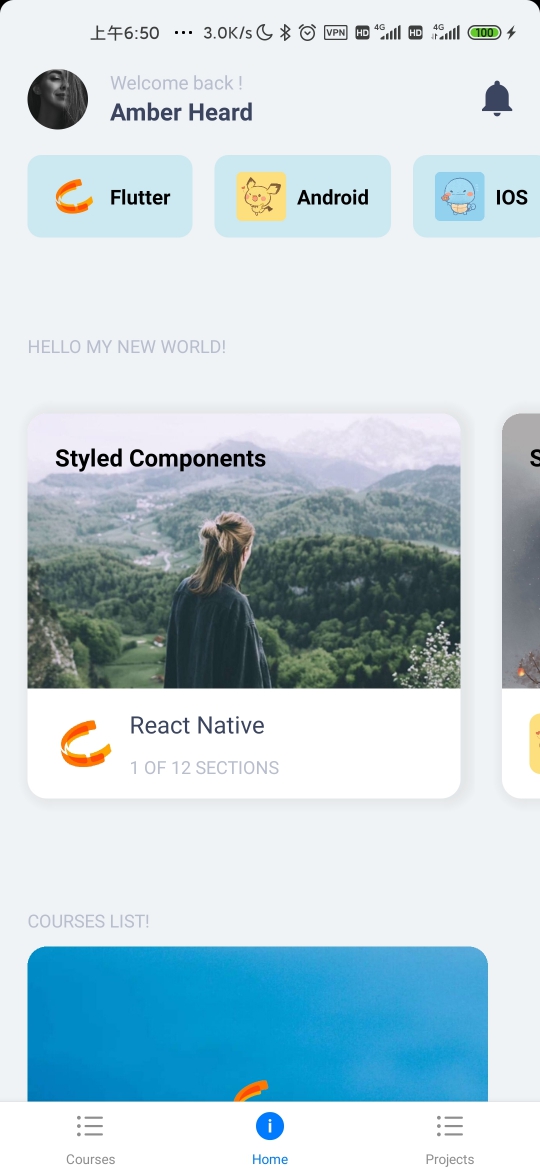 上午6:50 ... 3.0K/s VPN HD 4G HD 4G 100
Welcome back !
Amber Heard
Flutter Android IOS
HELLO MY NEW WORLD!
Styled Components S
React Native
1 OF 12 SECTIONS
COURSES LIST!
Courses Home Projects